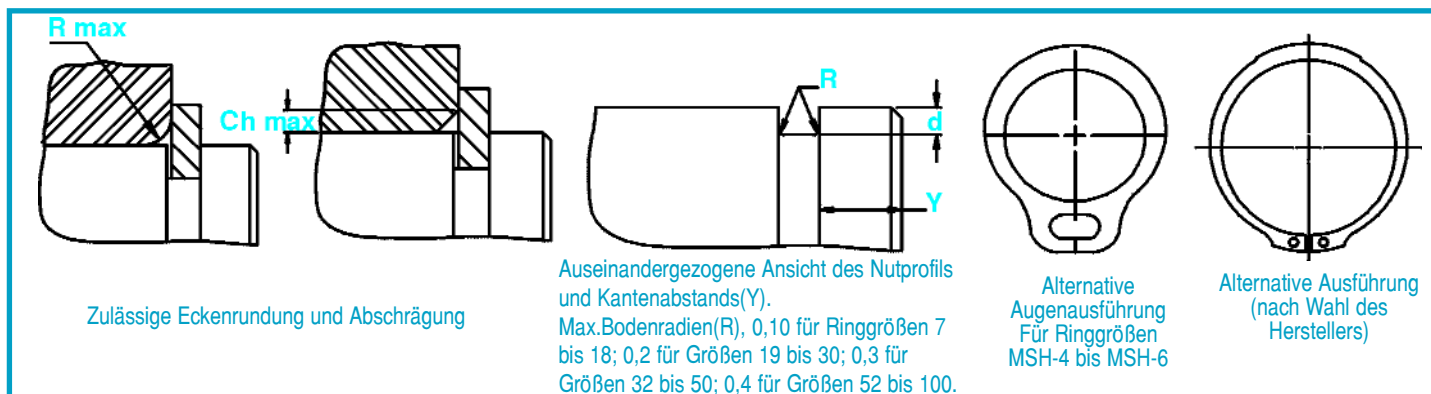 R max
Ch max
Zulässige Eckenrundung und Abschrägung
R
d
Y
Auseinandergezogene Ansicht des Nutprofils
und Kantenabstands(Y).
Max.Bodenradien(R), 0,10 für Ringgrößen 7
bis 18; 0,2 für Größen 19 bis 30; 0,3 für
Größen 32 bis 50; 0,4 für Größen 52 bis 100.
Alternative
Augenausführung
Für Ringgrößen
MSH-4 bis MSH-6
Alternative Ausführung
(nach Wahl des
Herstellers)